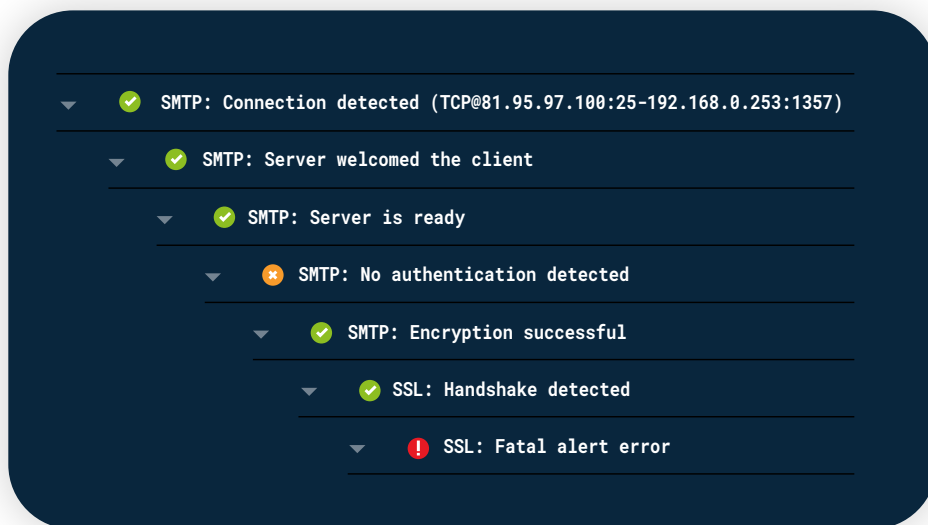 SMTP: Connection detected (TCP@81.95.97.100:25-192.168.0.253:1357)
SMTP: Server welcomed the client
SMTP: Server is ready
SMTP: No authentication detected
SMTP: Encryption successful
SSL: Handshake detected
SSL: Fatal alert error